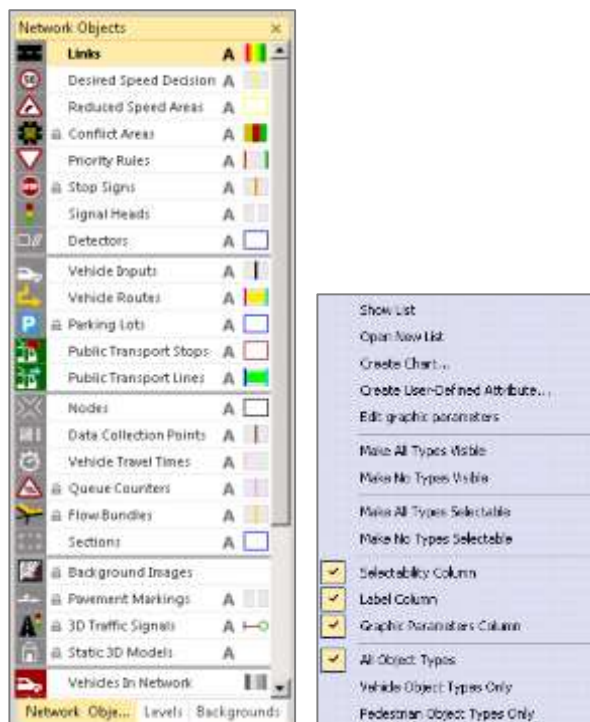 Network Objects
Links A
50 Desired Speed Decision A
Reduced Speed Areas A
Conflict Areas A
Priority Rules A
STOP Stop Signs A
Signal Heads A
Detectors A
Vehicle Inputs A
Vehicle Routes A
P Parking Lots A
Public Transport Stops A
Public Transport Lines A
Nodes A
Data Collection Points A
Vehicle Travel Times A
Queue Counters A
Flow Bundles A
Sections A
Background Images
Pavement Markings A
3D Traffic Signals A
Static 3D Models A
Vehicles In Network
Network Obje... Levels Backgrounds
Show List
Open New List
Create Chart...
Create User-Defined Attribute...
Edit graphic parameters
Make All Types Visible
Make No Types Visible
Make All Types Selectable
Make No Types Selectable
Selectability Column
Label Column
Graphic Parameters Column
All Object Types
Vehicle Object Types Only
Pedestrian Object Types Only